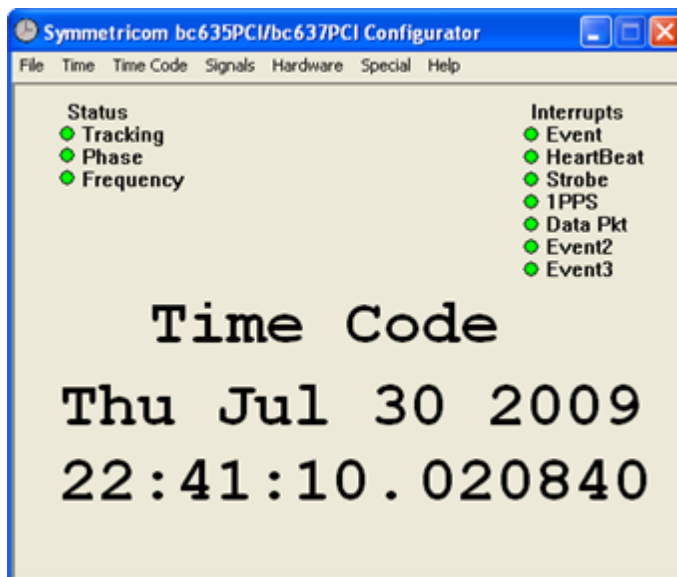 Symmetricom bc635PCI/bc637PCI Configurator
File Time Time Code Signals Hardware Special Help
Status
Tracking
Phase
Frequency
Interrupts
Event
HeartBeat
Strobe
1PPS
Data Pkt
Event2
Event3
Time Code
Thu Jul 30 2009
22:41:10.020840